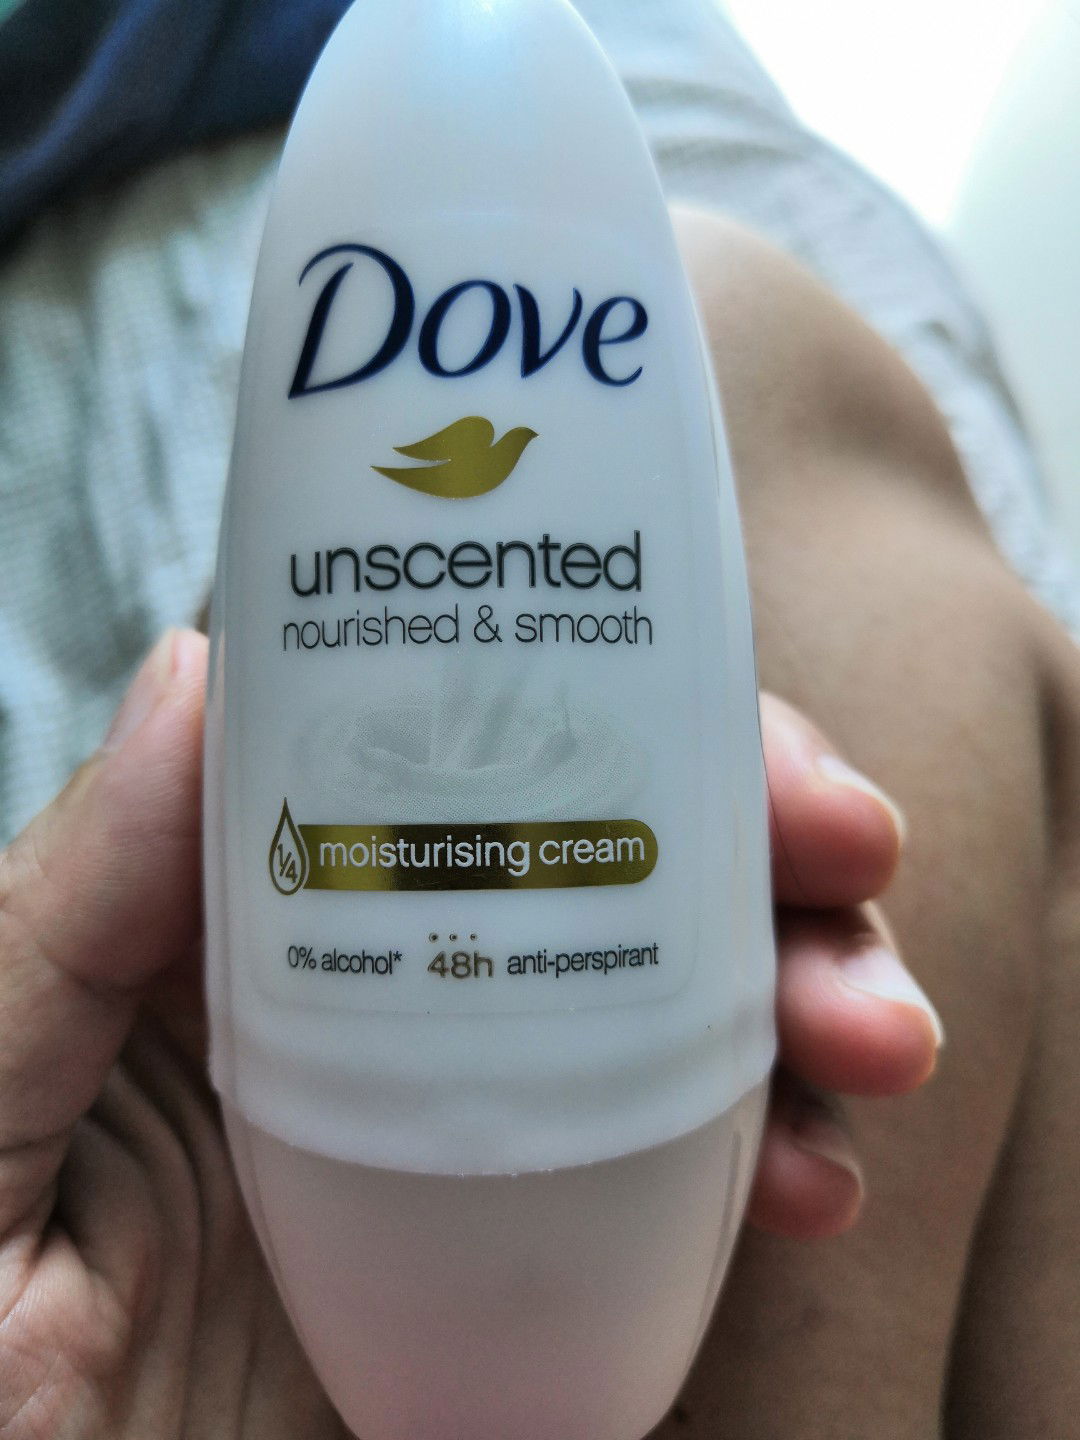 Dove
unscented
nourished & smooth
1/4 moisturising cream
0% alcohol* 48h anti-perspirant